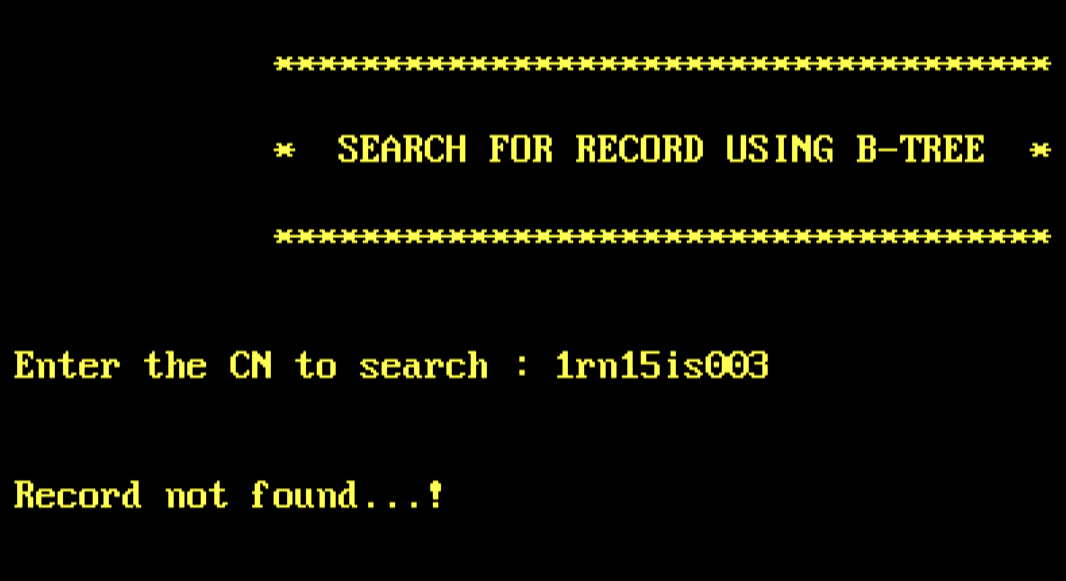 ************************************
* SEARCH FOR RECORD USING B-TREE *
************************************
Enter the CN to search : 1rn15is003
Record not found...!